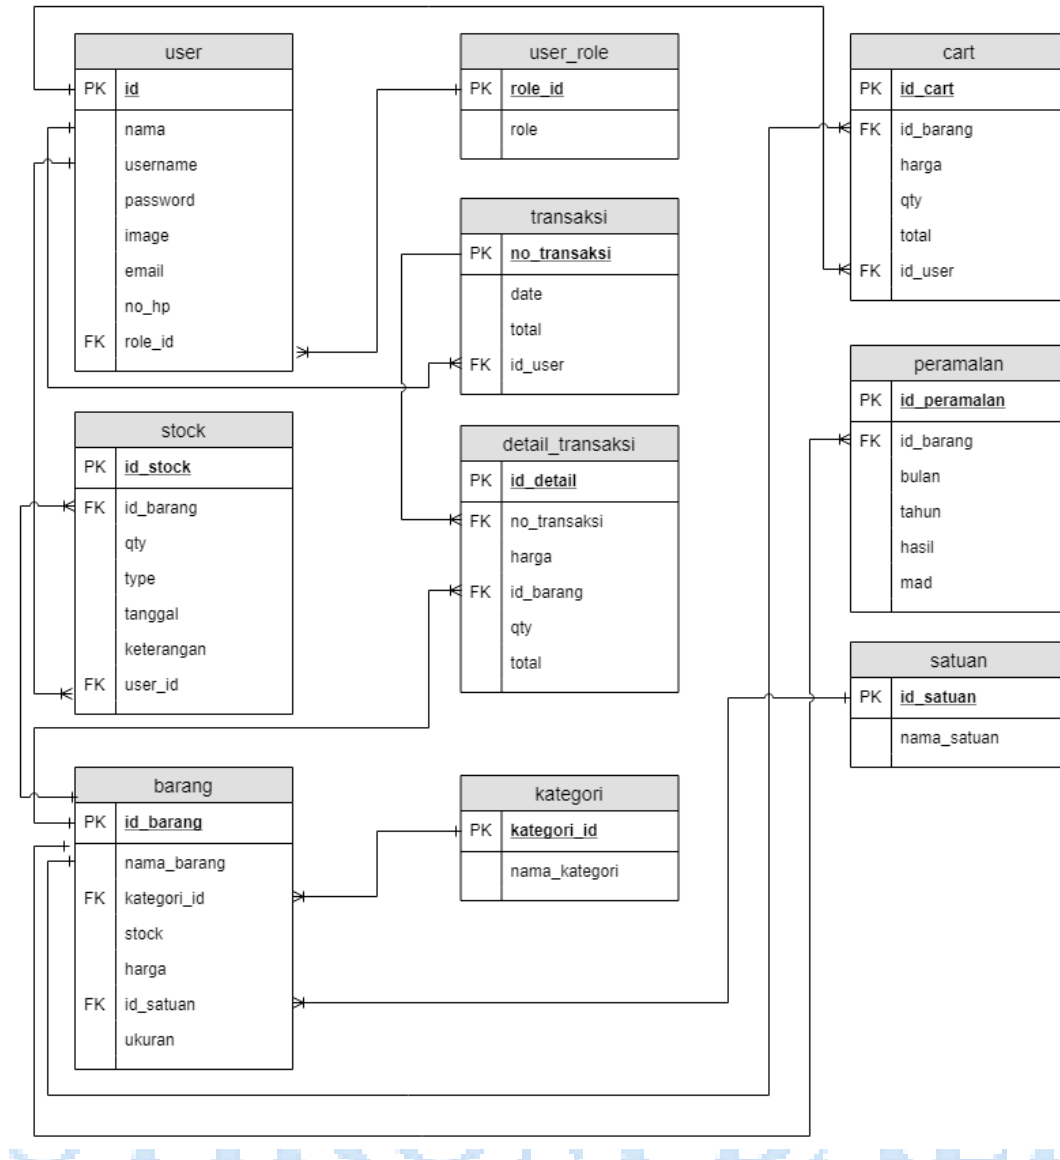 user
PK id
nama
username
password
image
email
no_hp
FK role_id
user_role
PK role_id
role
cart
PK id_cart
FK id_barang
harga
qty
total
FK id_user
transaksi
PK no_transaksi
date
total
FK id_user
peramalan
PK id_peramalan
FK id_barang
bulan
tahun
hasil
mad
stock
PK id_stock
FK id_barang
qty
type
tanggal
keterangan
FK user_id
detail_transaksi
PK id_detail
FK no_transaksi
harga
FK id_barang
qty
total
satuan
PK id_satuan
nama_satuan
barang
PK id_barang
nama_barang
FK kategori_id
stock
harga
FK id_satuan
ukuran
kategori
PK kategori_id
nama_kategori